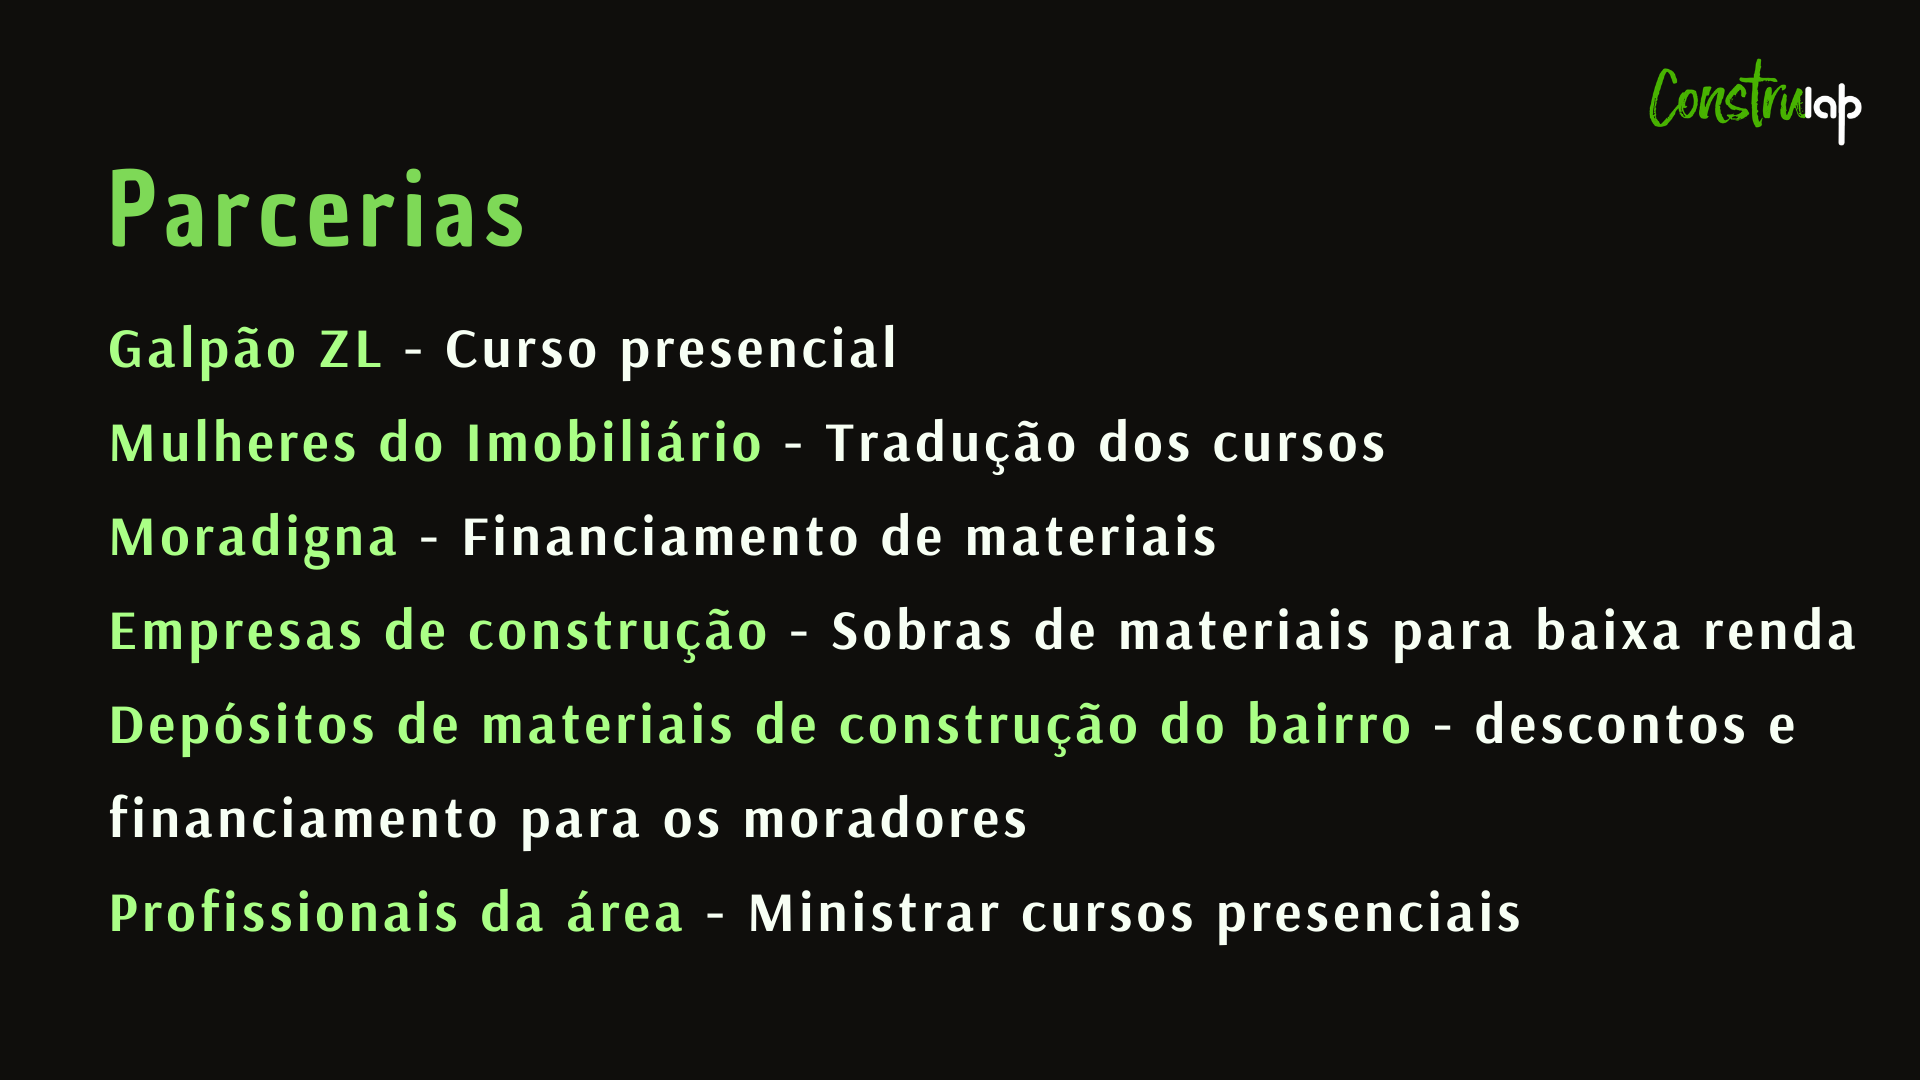 Construlab
Parcerias
Galpão ZL - Curso presencial
Mulheres do Imobiliário - Tradução dos cursos
Moradigna - Financiamento de materiais
Empresas de construção - Sobras de materiais para baixa renda
Depósitos de materiais de construção do bairro - descontos e
financiamento para os moradores
Profissionais da área - Ministrar cursos presenciais